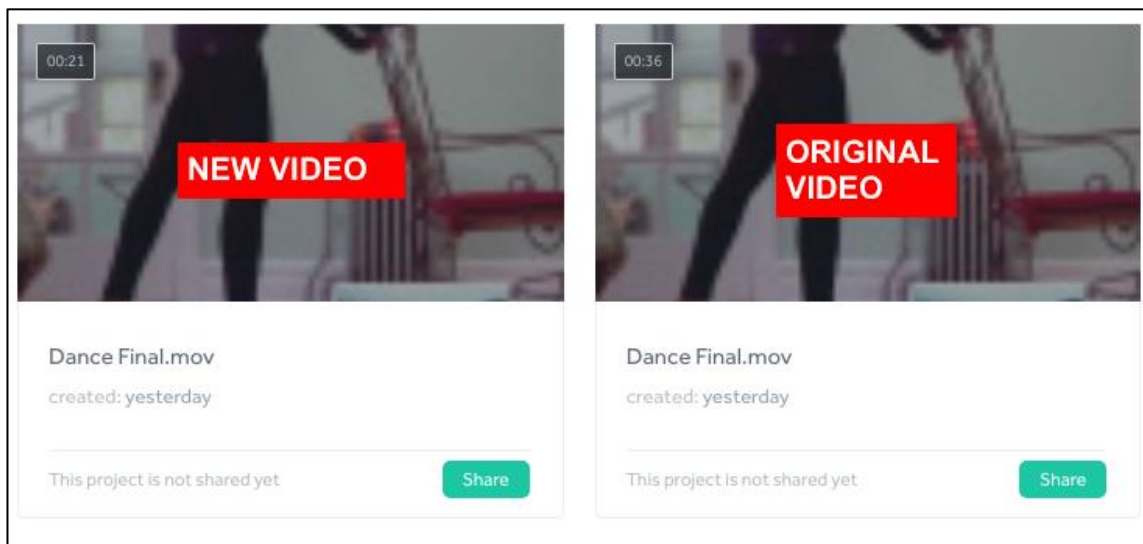 00:21
NEW VIDEO
Dance Final.mov
created: yesterday
This project is not shared yet
Share
00:36
ORIGINAL
VIDEO
Dance Final.mov
created: yesterday
This project is not shared yet
Share